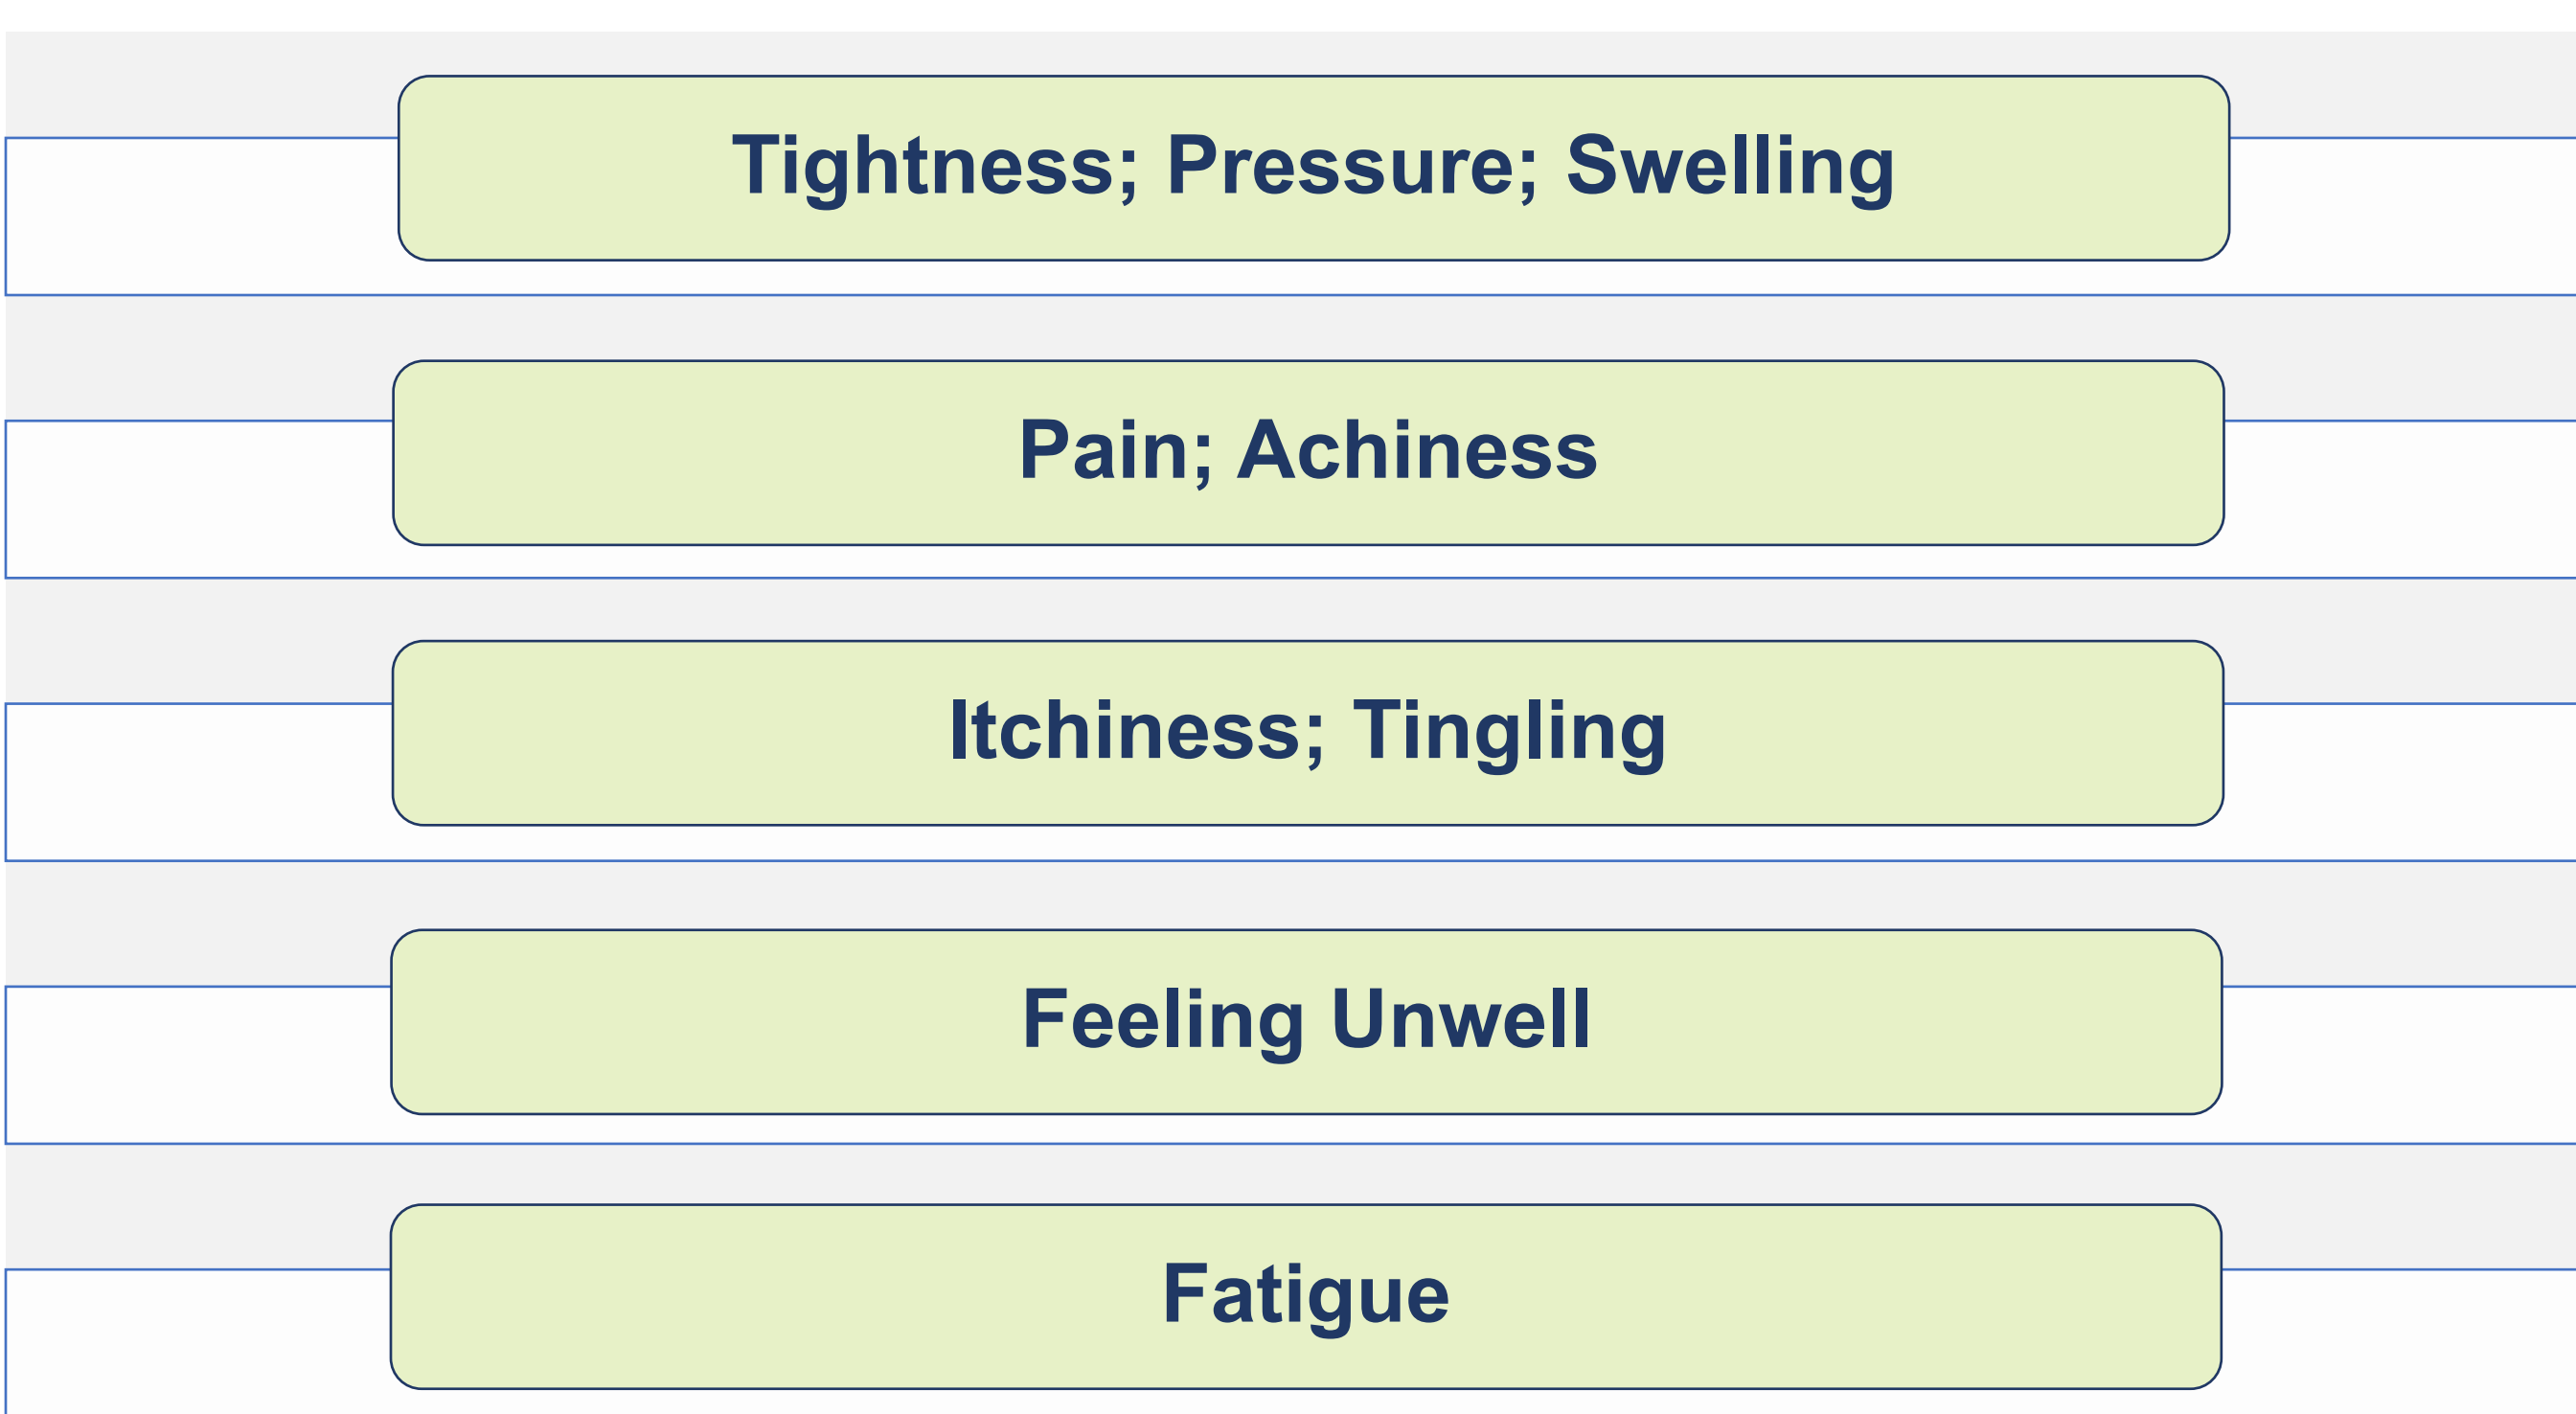 Tightness; Pressure; Swelling
Pain; Achiness
Itchiness; Tingling
Feeling Unwell
Fatigue